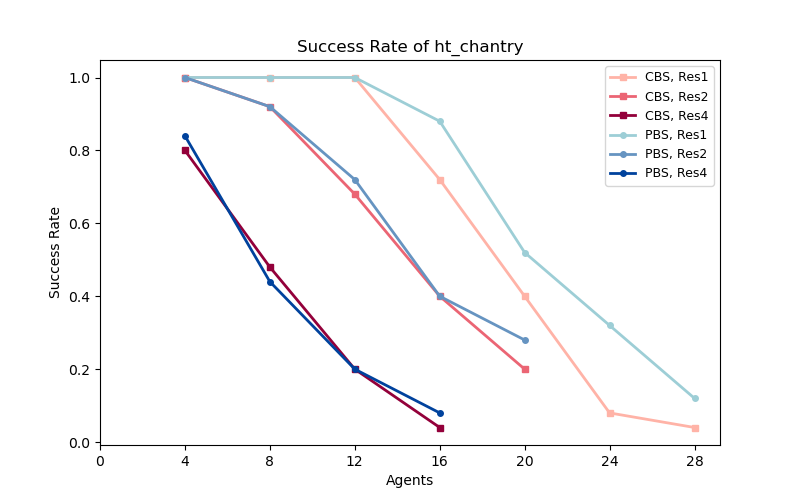 Success Rate of ht_chantry
1.0
0.8
0.6
0.4
0.2
0.0
Success Rate
CBS, Res1
CBS, Res2
CBS, Res4
PBS, Res1
PBS, Res2
PBS, Res4
0 4 8 12 16 20 24 28
Agents